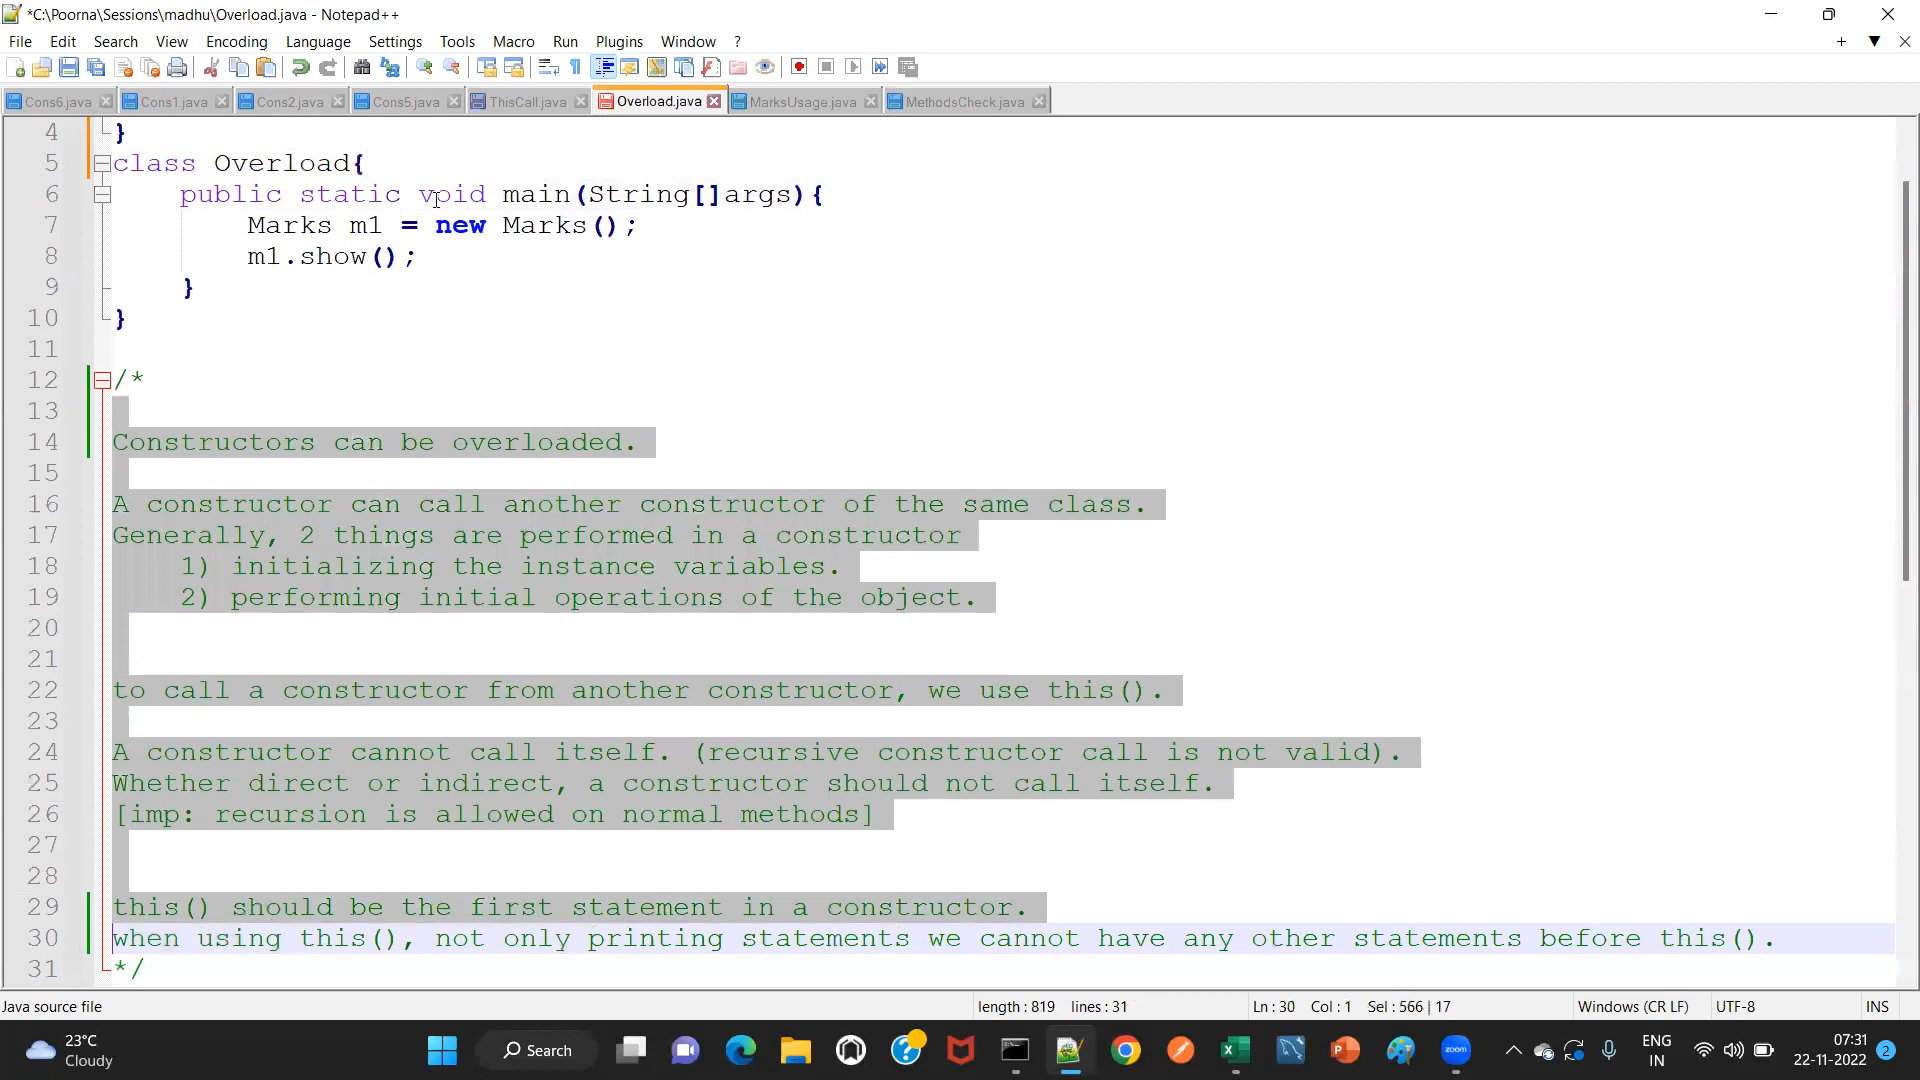 *C:\Poorna\Sessions\madhu\Overload.java - Notepad++
File Edit Search View Encoding Language Settings Tools Macro Run Plugins Window ?
Cons6.java Cons1.java Cons2.java Cons5.java ThisCall.java Overload.java MarksUsage.java MethodsCheck.java
4 }
5 class Overload{
6 public static void main(String[]args){
7 Marks m1 = new Marks();
8 m1.show();
9 }
10 }
11
12 /*
13
14 Constructors can be overloaded.
15
16 A constructor can call another constructor of the same class.
17 Generally, 2 things are performed in a constructor
18 1) initializing the instance variables.
19 2) performing initial operations of the object.
20
21
22 to call a constructor from another constructor, we use this().
23
24 A constructor cannot call itself. (recursive constructor call is not valid).
25 Whether direct or indirect, a constructor should not call itself.
26 [imp: recursion is allowed on normal methods]
27
28
29 this() should be the first statement in a constructor.
30 when using this(), not only printing statements we cannot have any other statements before this().
31 */
Java source file length : 819 lines : 31 Ln : 30 Col : 1 Sel : 566 | 17 Windows (CR LF) UTF-8 INS
23°C
Cloudy
Search
zoom
ENG
IN
07:31
22-11-2022
2